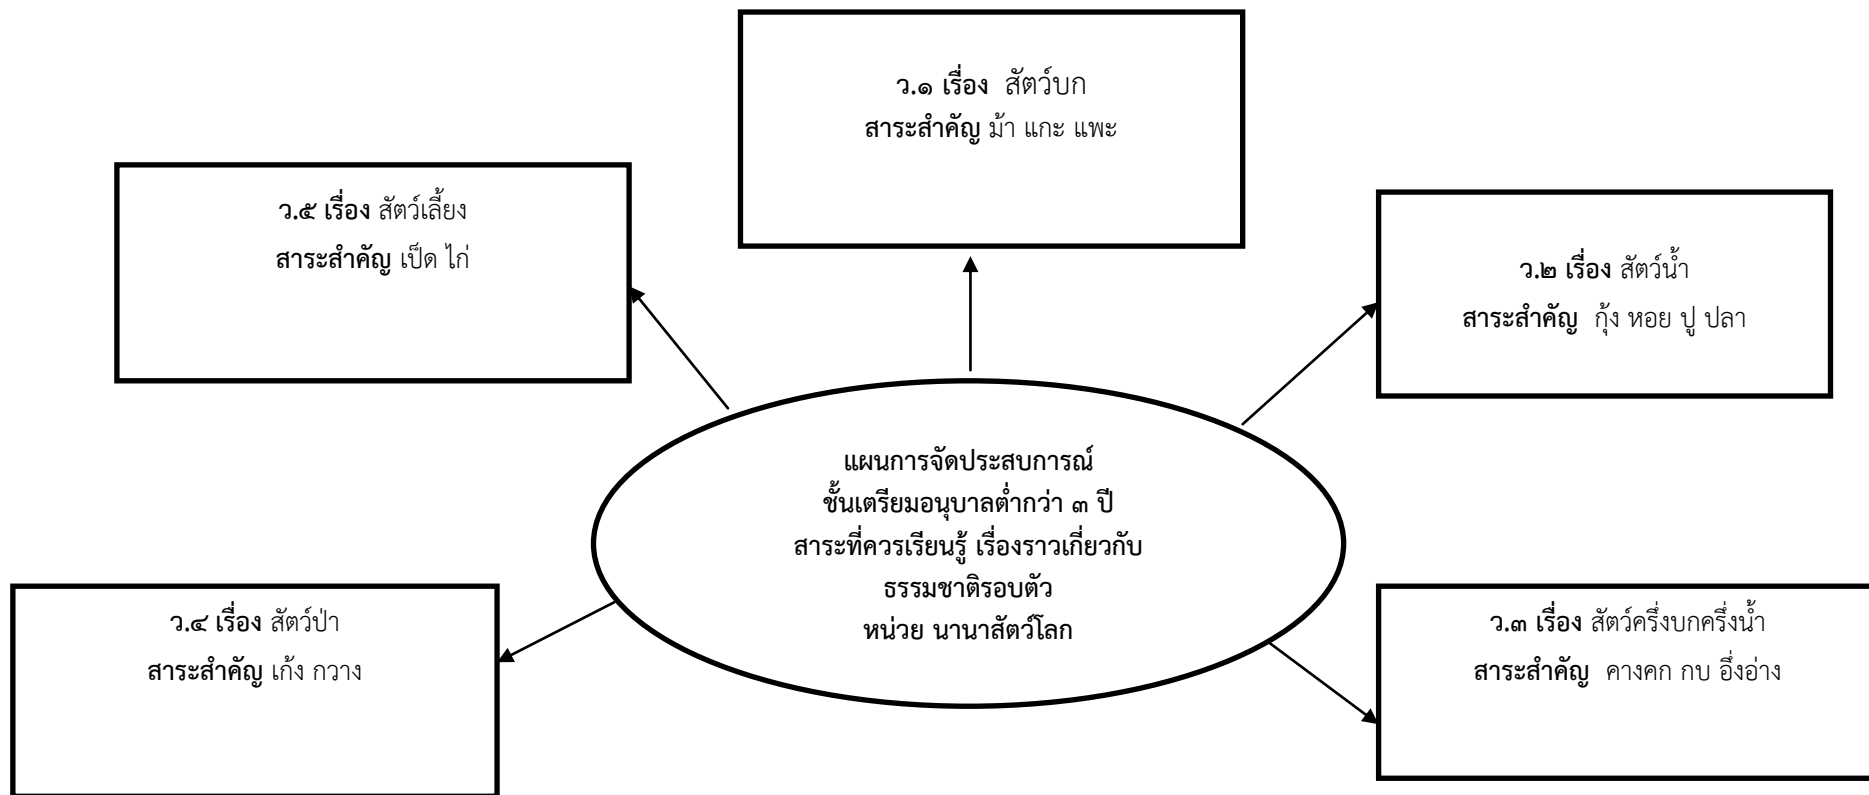 ว.๑ เรื่อง สัตว์บก
สาระสำคัญ ม้า แกะ แพะ
ว.๕ เรื่อง สัตว์เลี้ยง
สาระสำคัญ เป็ด ไก่
ว.๒ เรื่อง สัตว์น้ำ
สาระสำคัญ กุ้ง หอย ปู ปลา
แผนการจัดประสบการณ์
ชั้นเตรียมอนุบาลต่ำกว่า ๓ ปี
สาระที่ควรเรียนรู้ เรื่องราวเกี่ยวกับ
ธรรมชาติรอบตัว
หน่วย นานาสัตว์โลก
ว.๔ เรื่อง สัตว์ป่า
สาระสำคัญ เก้ง กวาง
ว.๓ เรื่อง สัตว์ครึ่งบกครึ่งน้ำ
สาระสำคัญ คางคก กบ อึ่งอ่าง